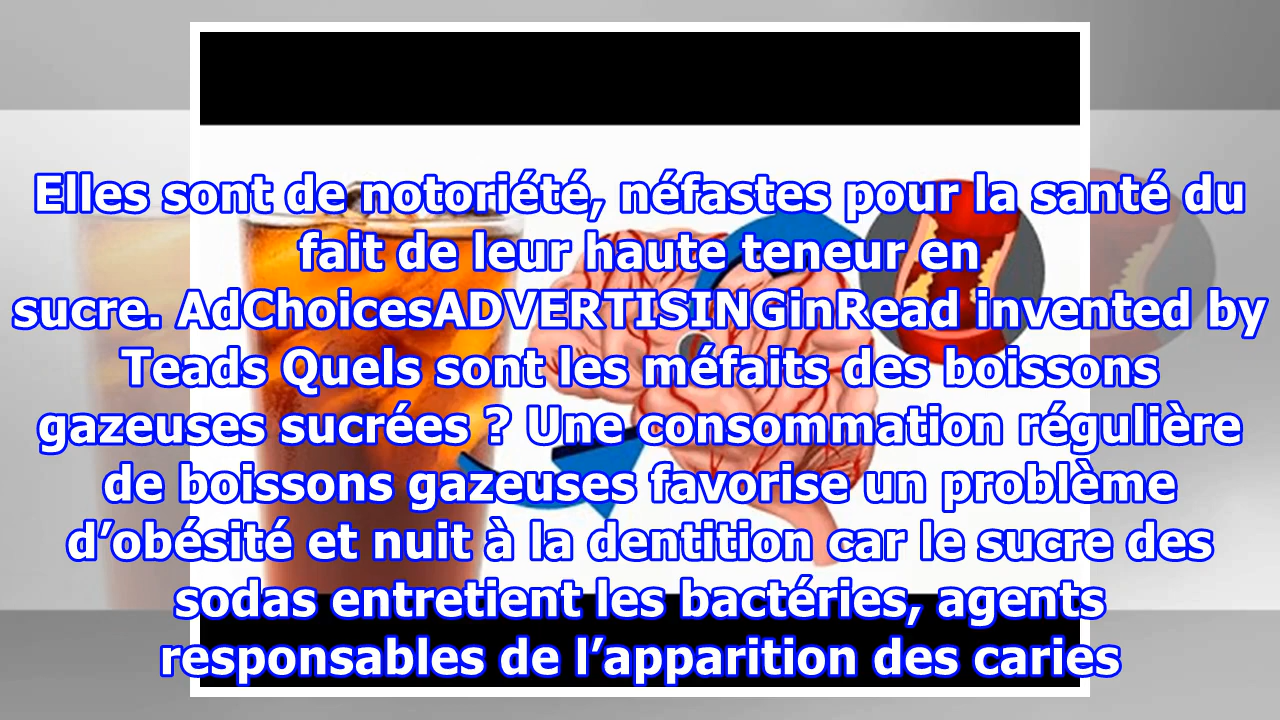 Elles sont de notoriété, néfastes pour la santé du
fait de leur haute teneur en
sucre. AdChoicesADVERTISINGinRead invented by
Teads Quels sont les méfaits des boissons
gazeuses sucrées ? Une consommation régulière
de boissons gazeuses favorise un problème
d’obésité et nuit à la dentition car le sucre des
sodas entretient les bactéries, agents
responsables de l’apparition des caries